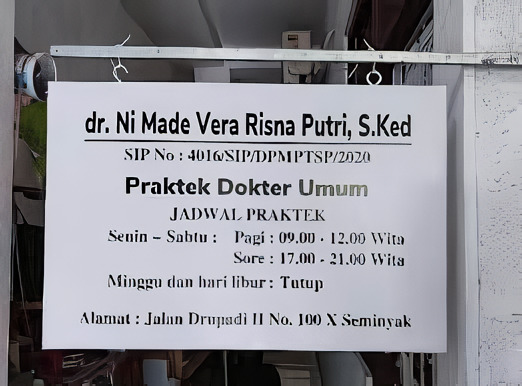 dr. Ni Made Vera Risna Putri, S.Ked
SIP No : 4016/SIP/DPMPTSP/2020
Praktek Dokter Umum
JADWAL PRAKTEK
Senin - Sabtu : Pagi : 09.00 - 12.00 Wita
Sore : 17.00 - 21.00 Wita
Minggu dan hari libur : Tutup
Alamat : Jalan Drupadi II No. 100 X Seminyak